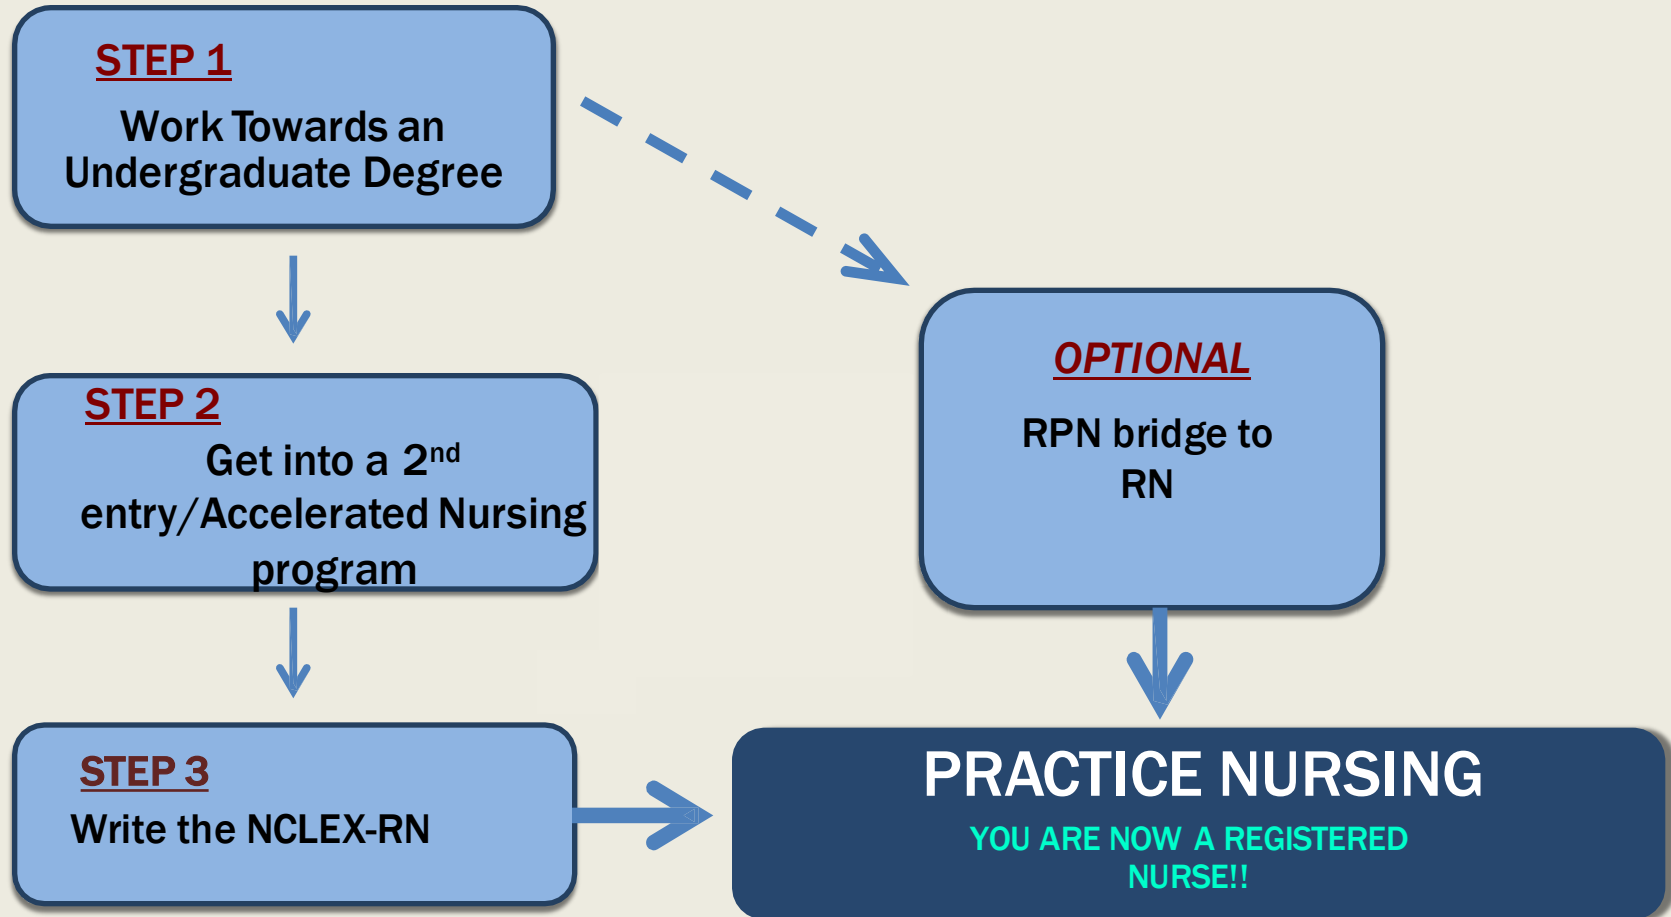 STEP 1
Work Towards an
Undergraduate Degree
STEP 2
Get into a 2nd
entry/Accelerated Nursing
program
STEP 3
Write the NCLEX-RN
OPTIONAL
RPN bridge to
RN
PRACTICE NURSING
YOU ARE NOW A REGISTERED
NURSE!!